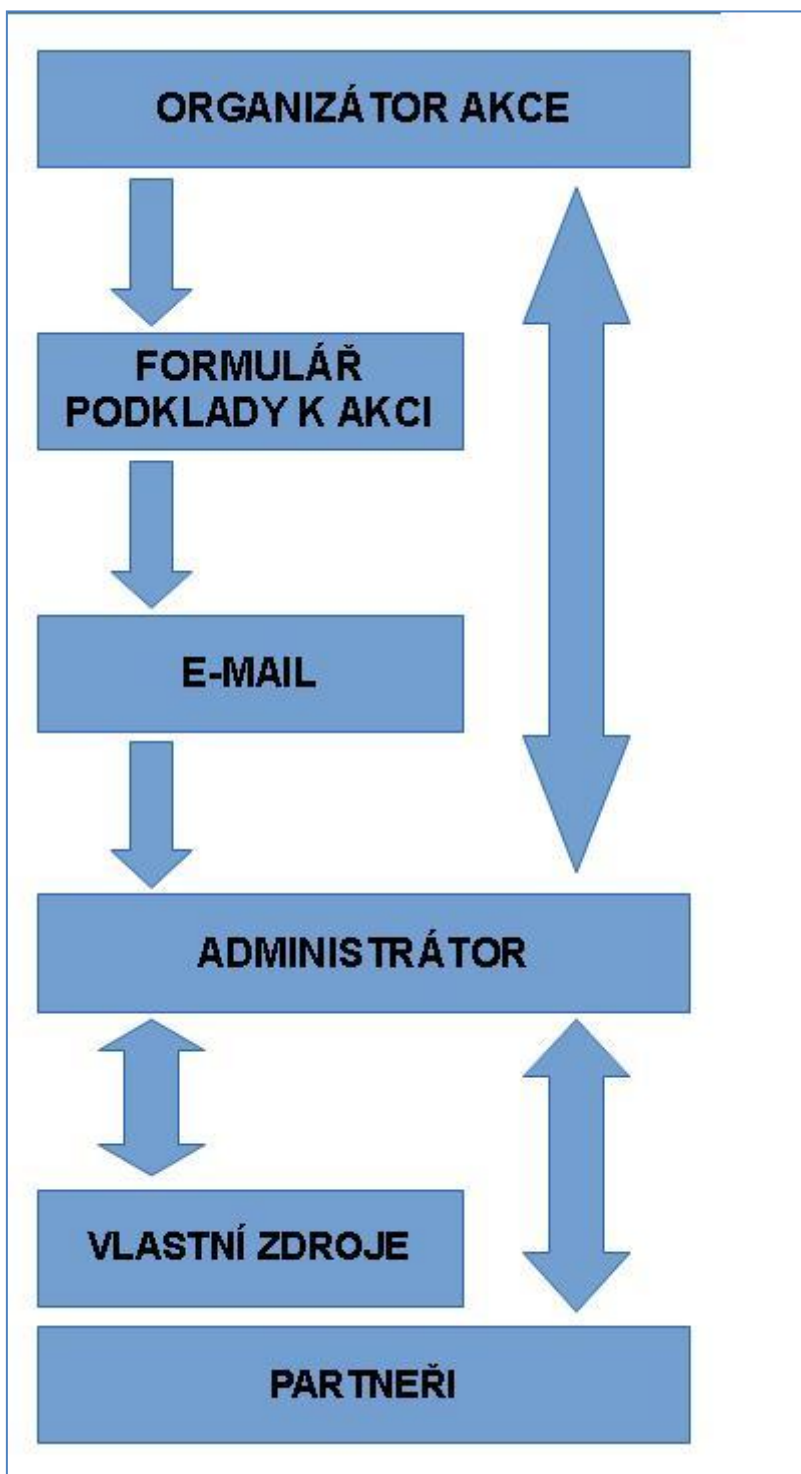 ORGANIZÁTOR AKCE
FORMULÁŘ
PODKLADY K AKCI
E-MAIL
ADMINISTRÁTOR
VLASTNÍ ZDROJE
PARTNEŘI